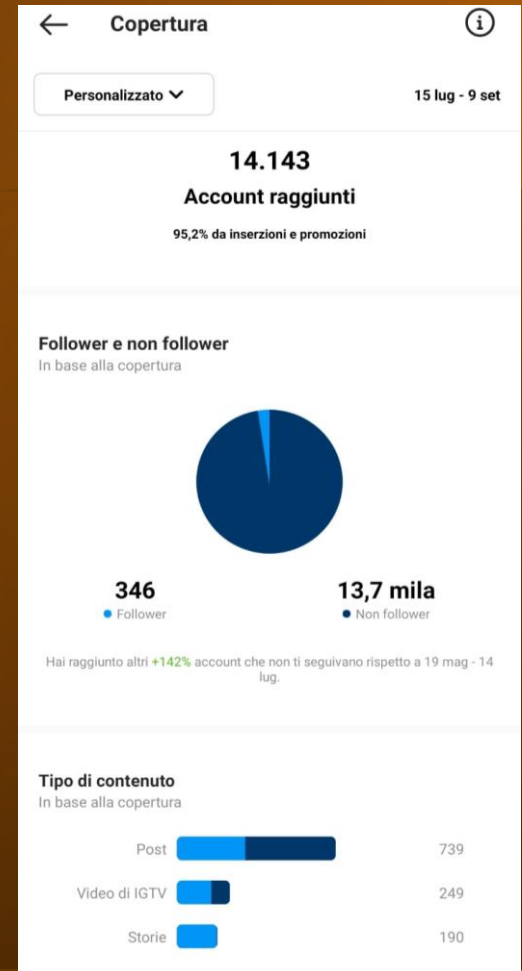 Copertura
Personalizzato
15 lug - 9 set
14.143
Account raggiunti
95,2% da inserzioni e promozioni
Follower e non follower
In base alla copertura
346
13,7 mila
Follower
Non follower
Hai raggiunto altri +142% account che non ti seguivano rispetto a 19 mag - 14
lug.
Tipo di contenuto
In base alla copertura
Post 739
Video di IGTV 249
Storie 190